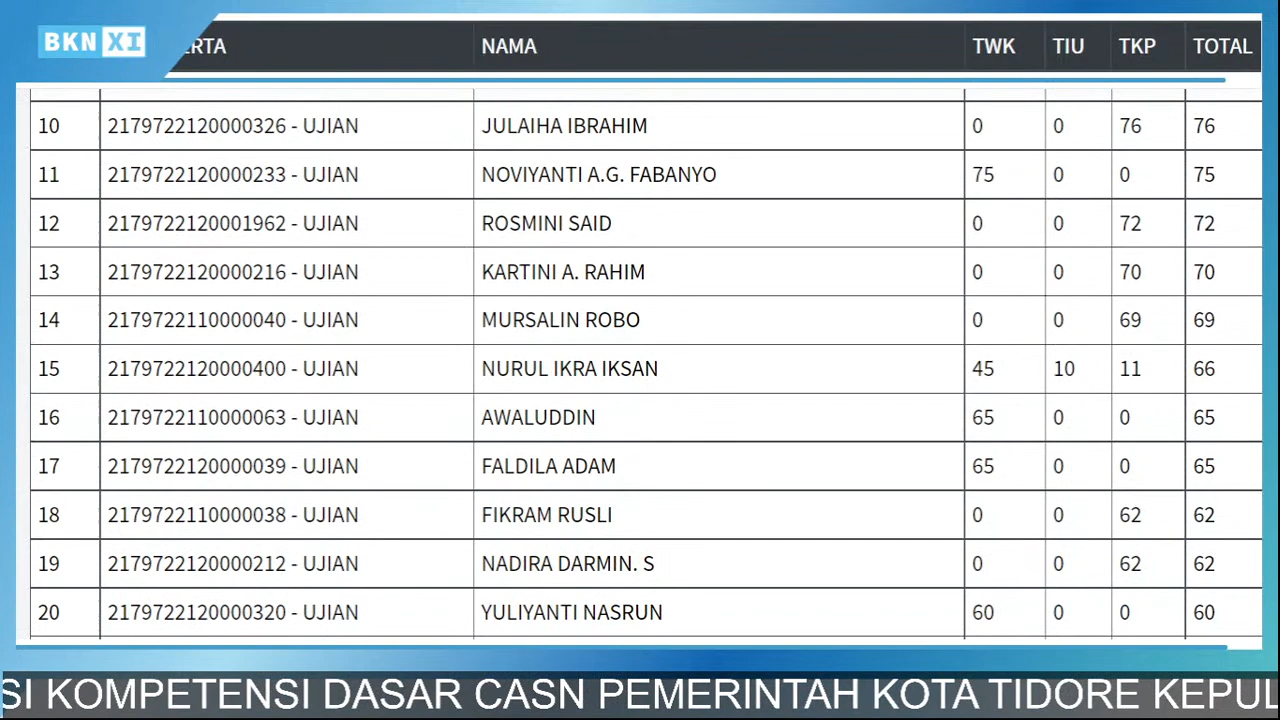 BKN XI
ERTA NAMA TWK TIU TKP TOTAL
10 2179722120000326 - UJIAN JULAIHA IBRAHIM 0 0 76 76
11 2179722120000233 - UJIAN NOVIYANTI A.G. FABANYO 75 0 0 75
12 2179722120001962 - UJIAN ROSMINI SAID 0 0 72 72
13 2179722120000216 - UJIAN KARTINI A. RAHIM 0 0 70 70
14 2179722110000040 - UJIAN MURSALIN ROBO 0 0 69 69
15 2179722120000400 - UJIAN NURUL IKRA IKSAN 45 10 11 66
16 2179722110000063 - UJIAN AWALUDDIN 65 0 0 65
17 2179722120000039 - UJIAN FALDILA ADAM 65 0 0 65
18 2179722110000038 - UJIAN FIKRAM RUSLI 0 0 62 62
19 2179722120000212 - UJIAN NADIRA DARMIN. S 0 0 62 62
20 2179722120000320 - UJIAN YULIYANTI NASRUN 60 0 0 60
SI KOMPETENSI DASAR CASN PEMERINTAH KOTA TIDORE KEPUL